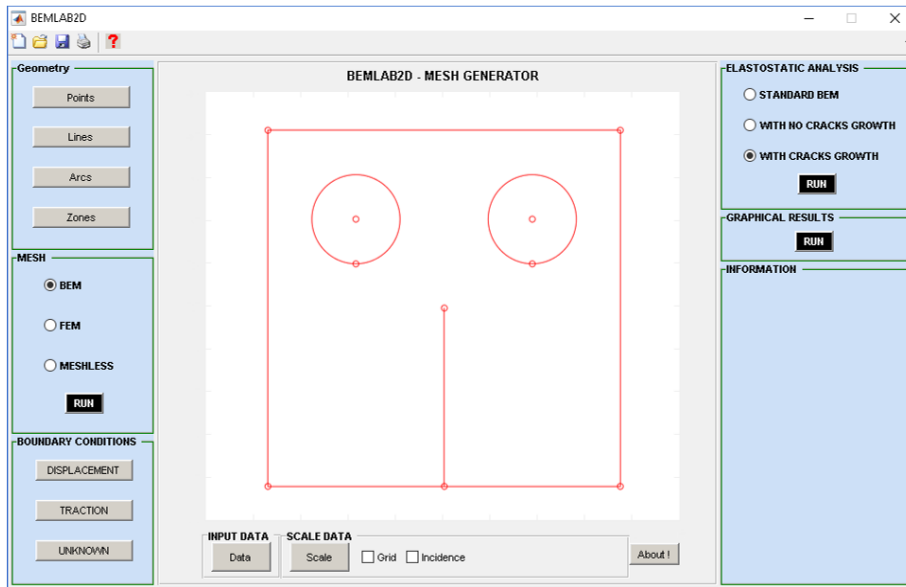 BEMLAB2D
?
Geometry
Points
Lines
Arcs
Zones
MESH
BEM
FEM
MESHLESS
RUN
BOUNDARY CONDITIONS
DISPLACEMENT
TRACTION
UNKNOWN
BEMLAB2D - MESH GENERATOR
INPUT DATA
Data
SCALE DATA
Scale
Grid
Incidence
About !
ELASTOSTATIC ANALYSIS
STANDARD BEM
WITH NO CRACKS GROWTH
WITH CRACKS GROWTH
RUN
GRAPHICAL RESULTS
RUN
INFORMATION